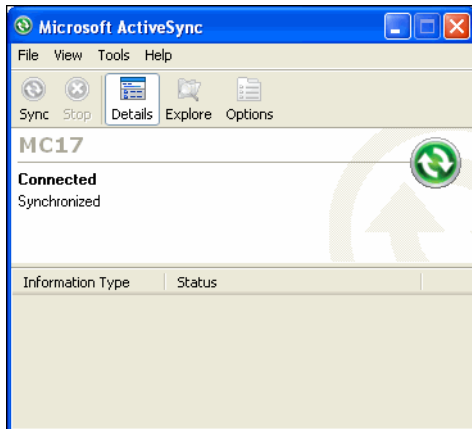 Microsoft ActiveSync
File View Tools Help
Sync Stop Details Explore Options
MC17
Connected
Synchronized
Information Type Status